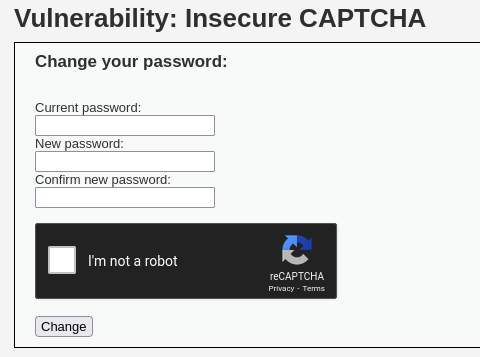 Vulnerability: Insecure CAPTCHA
Change your password:
Current password:
New password:
Confirm new password:
I'm not a robot
reCAPTCHA
Privacy - Terms
Change